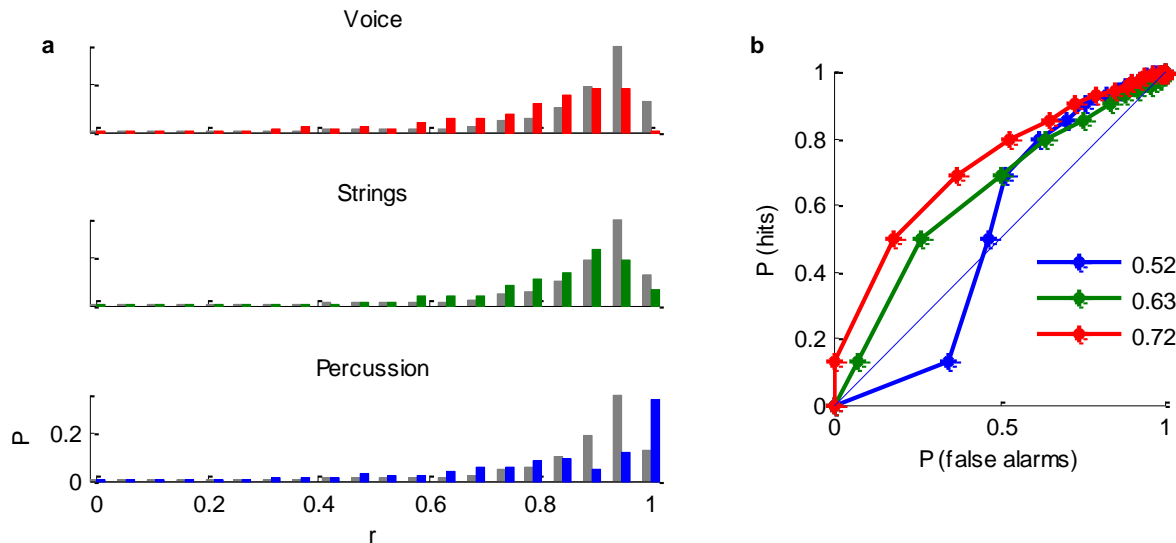 a
Voice
Strings
Percussion
P
0.2
0
0 0.2 0.4 0.6 0.8 1
r
b
1
0.8
0.6
0.4
0.2
0
P (hits)
0 0.5 1
P (false alarms)
0.52
0.63
0.72